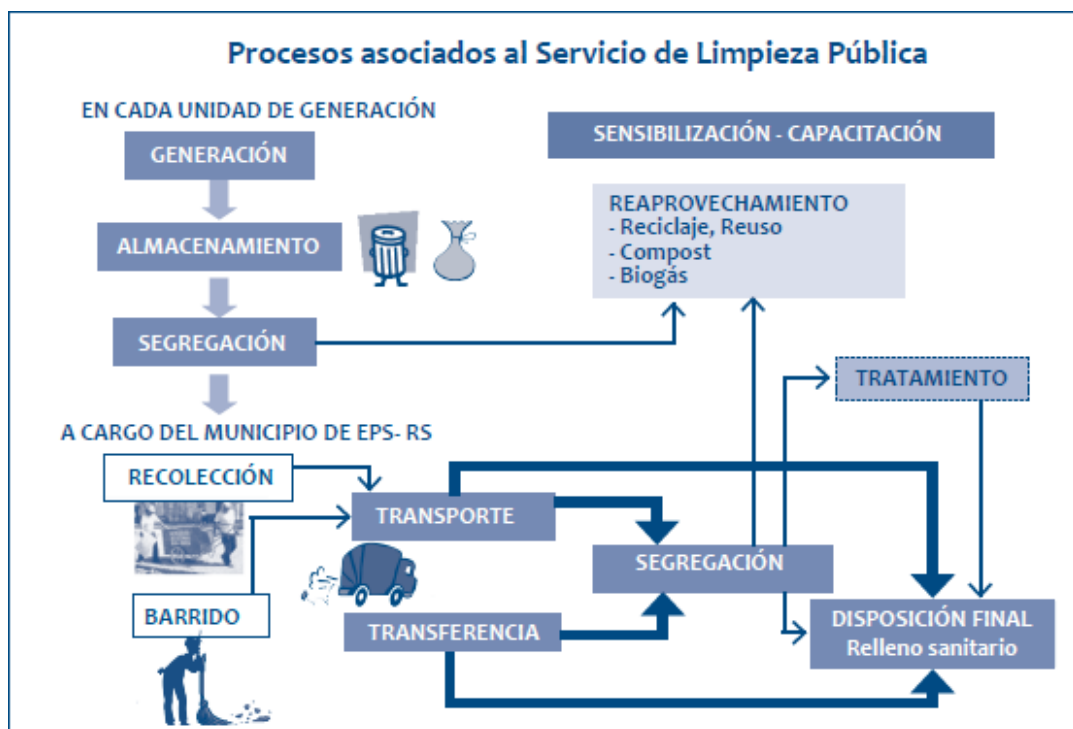 Procesos asociados al Servicio de Limpieza Pública
EN CADA UNIDAD DE GENERACIÓN
GENERACIÓN
SENSIBILIZACIÓN - CAPACITACIÓN
REAPROVECHAMIENTO
- Reciclaje, Reuso
- Compost
- Biogás
ALMACENAMIENTO
SEGREGACIÓN
TRATAMIENTO
A CARGO DEL MUNICIPIO DE EPS- RS
RECOLECCIÓN
TRANSPORTE
SEGREGACIÓN
BARRIDO
TRANSFERENCIA
DISPOSICIÓN FINAL
Relleno sanitario